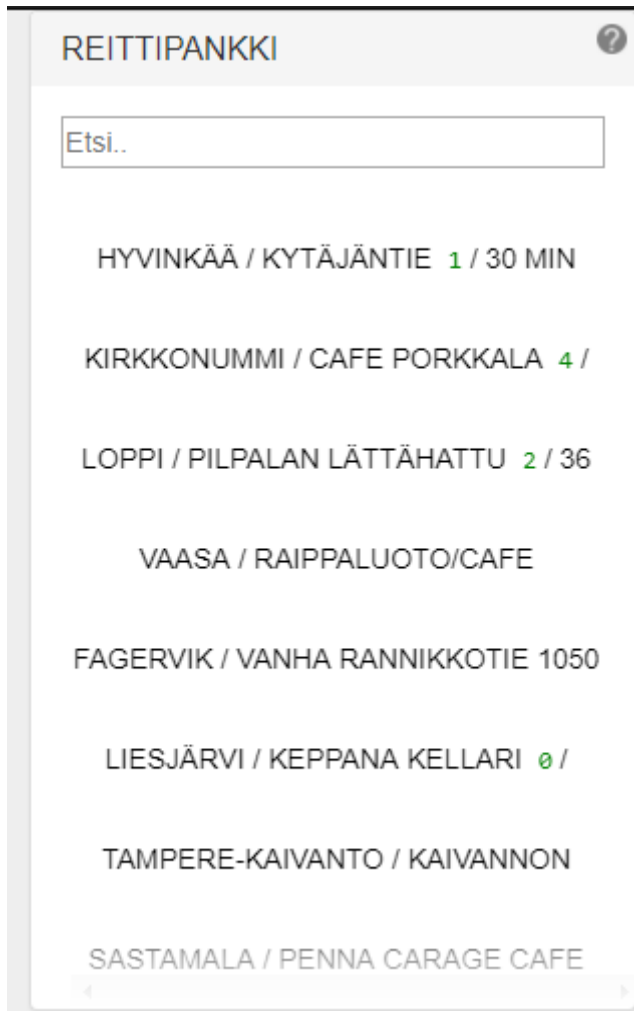 REITTIPANKKI
Etsi..
HYVINKÄÄ / KYTÄJÄNTIE 1 / 30 MIN
KIRKKONUMMI / CAFE PORKKALA 4 /
LOPPI / PILPALAN LÄTTÄHATTU 2 / 36
VAASA / RAIPPALUOTO/CAFE
FAGERVIK / VANHA RANNIKKOTIE 1050
LIESJÄRVI / KEPPANA KELLARI 0 /
TAMPERE-KAIVANTO / KAIVANNON
SASTAMALA / PENNA CARAGE CAFE